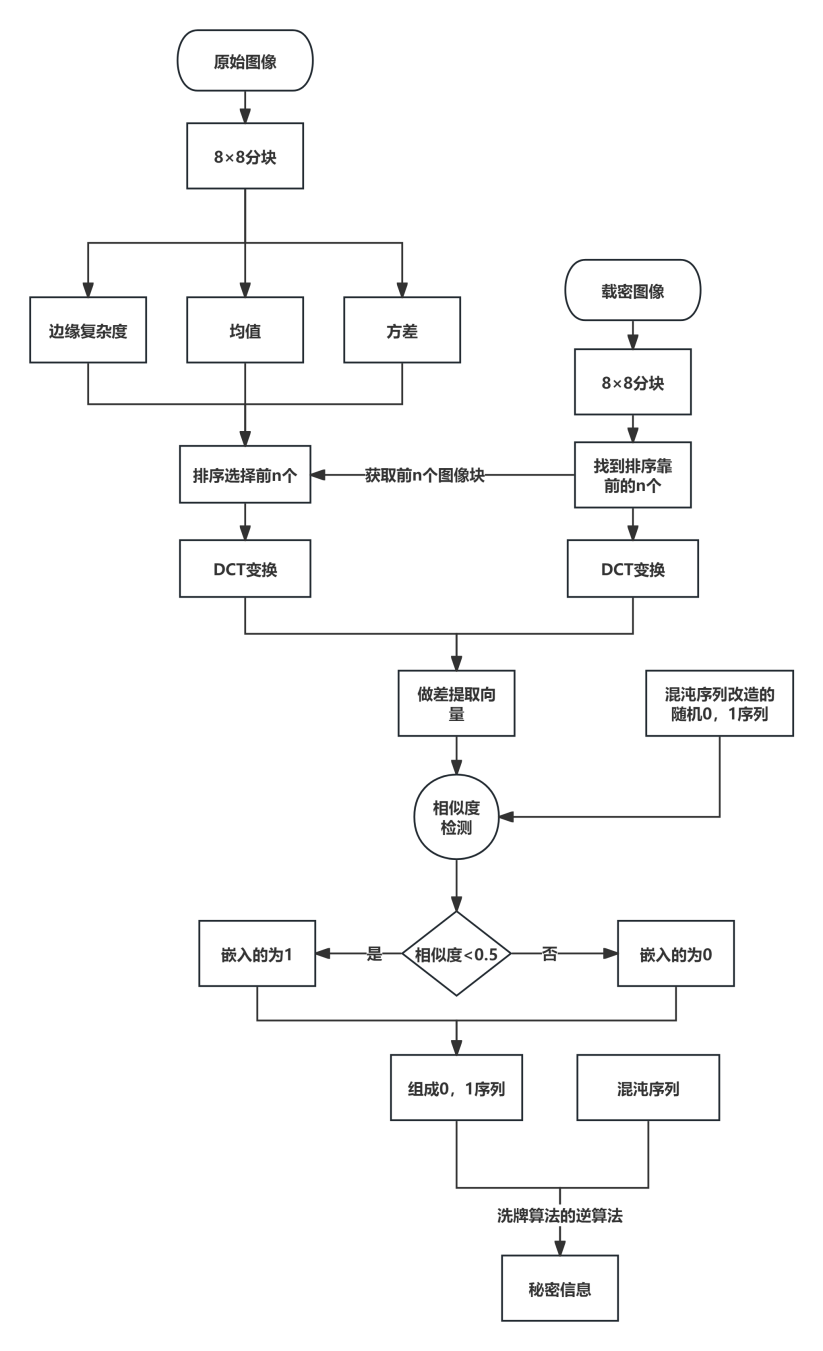 原始图像
8×8分块
边缘复杂度
均值
方差
载密图像
8×8分块
排序选择前n个
获取前n个图像块
找到排序靠
前的n个
DCT变换
DCT变换
做差提取向
量
混沌序列改造的
随机0，1序列
相似度
检测
嵌入的为1
是
相似度<0.5
否
嵌入的为0
组成0，1序列
混沌序列
洗牌算法的逆算法
秘密信息